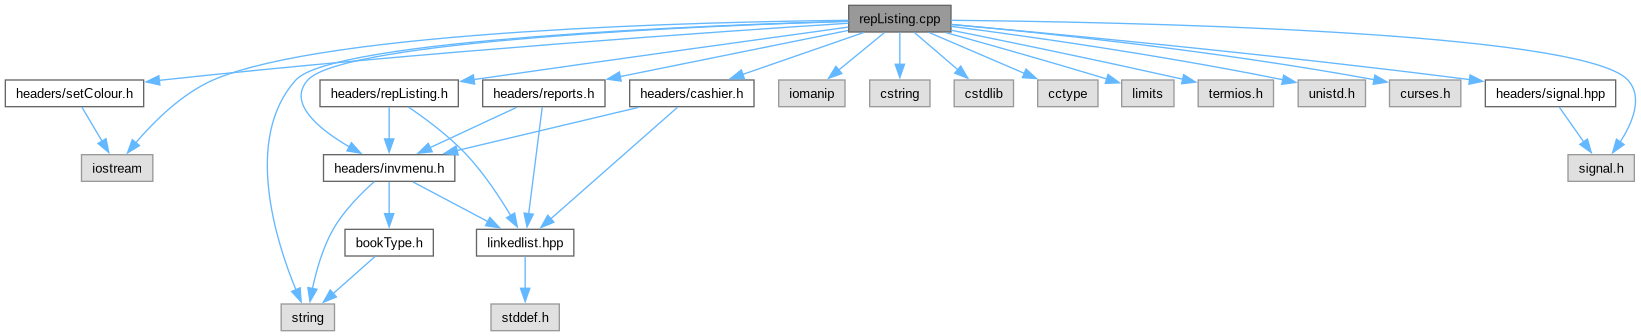 repListing.cpp
headers/setColour.h
headers/repListing.h
headers/reports.h
headers/cashier.h
iomanip
cstring
cstdlib
cctype
limits
termios.h
unistd.h
curses.h
headers/signal.hpp
iostream
headers/invmenu.h
signal.h
bookType.h
linkedlist.hpp
string
stddef.h